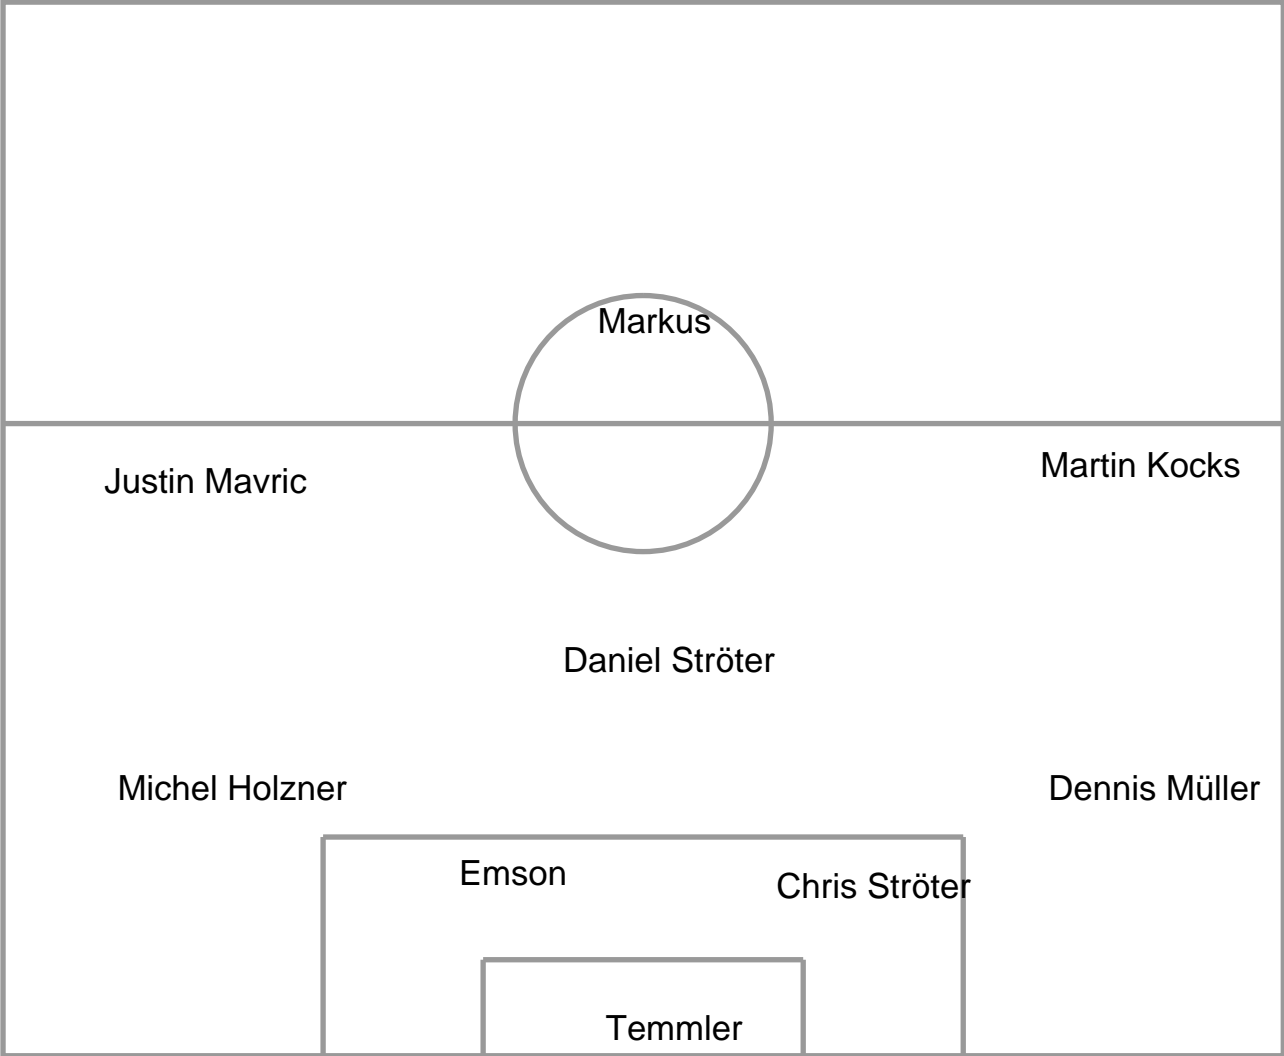 Markus
Justin Mavric
Martin Kocks
Daniel Ströter
Michel Holzner
Dennis Müller
Emson
Chris Ströter
Temmler